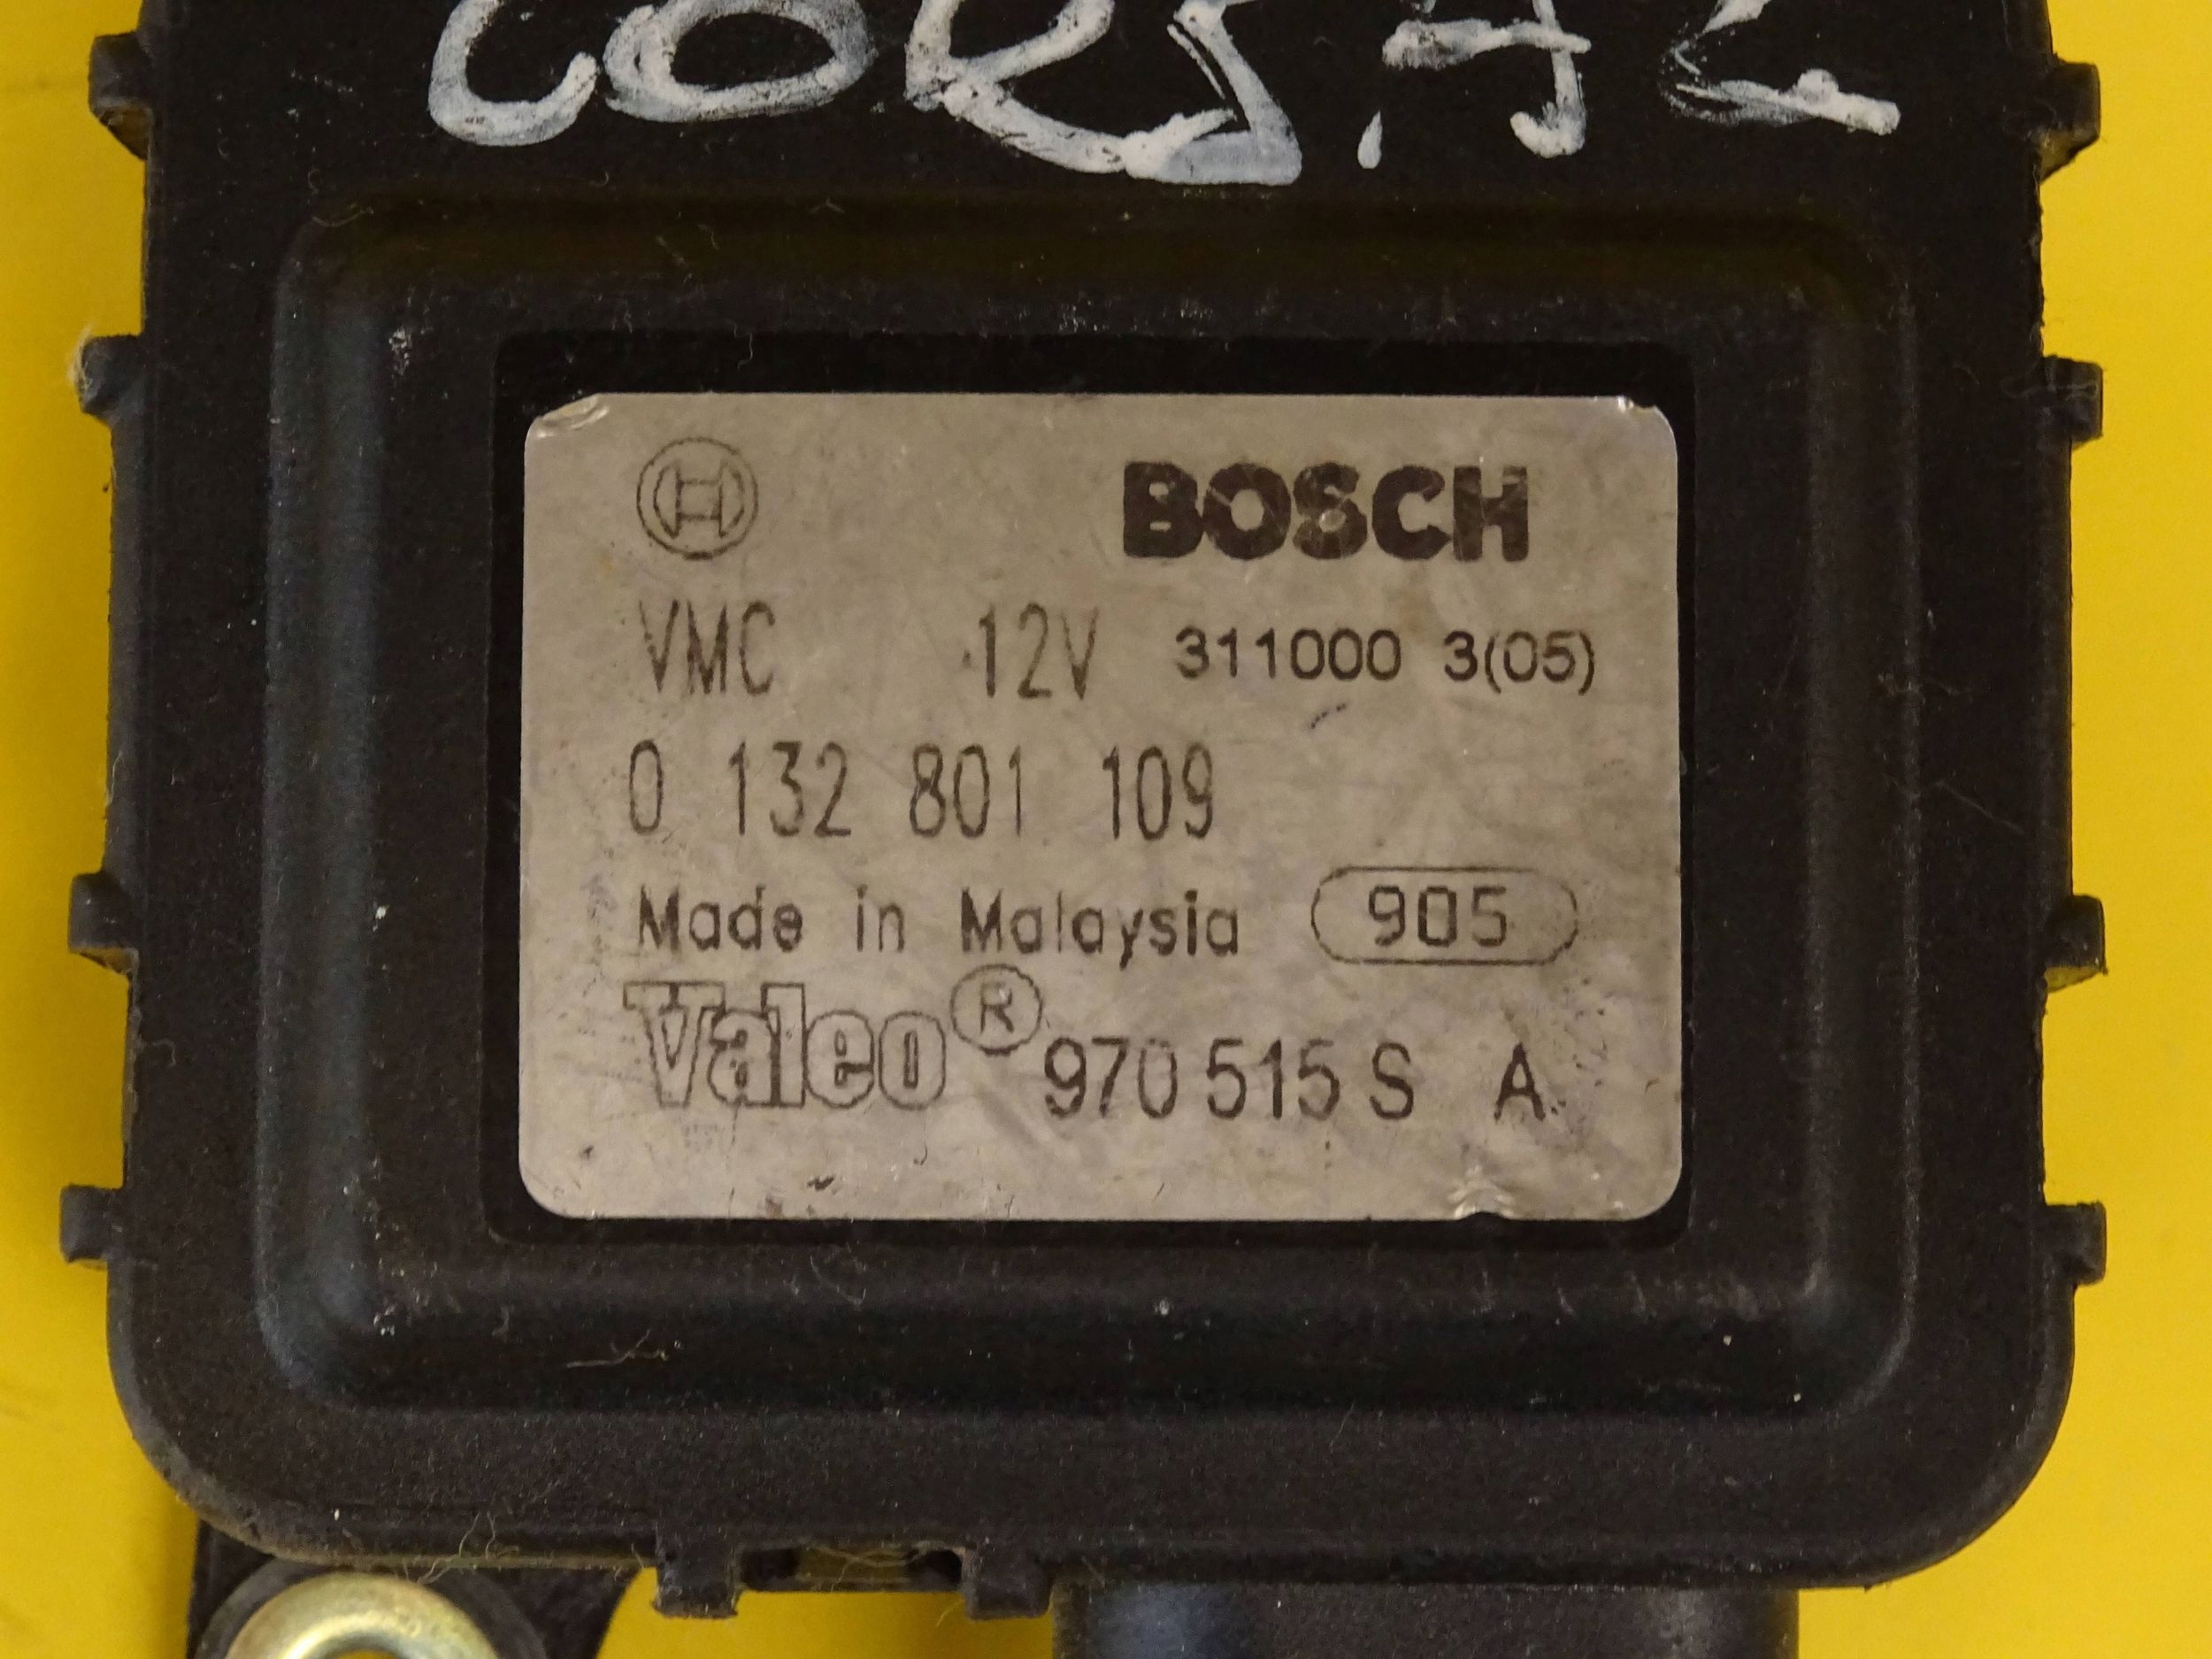 CORSA C
BOSCH
VMC 12V 311000 3(05)
0 132 801 109
Made in Malaysia 905
Valeo® 970 515 S A